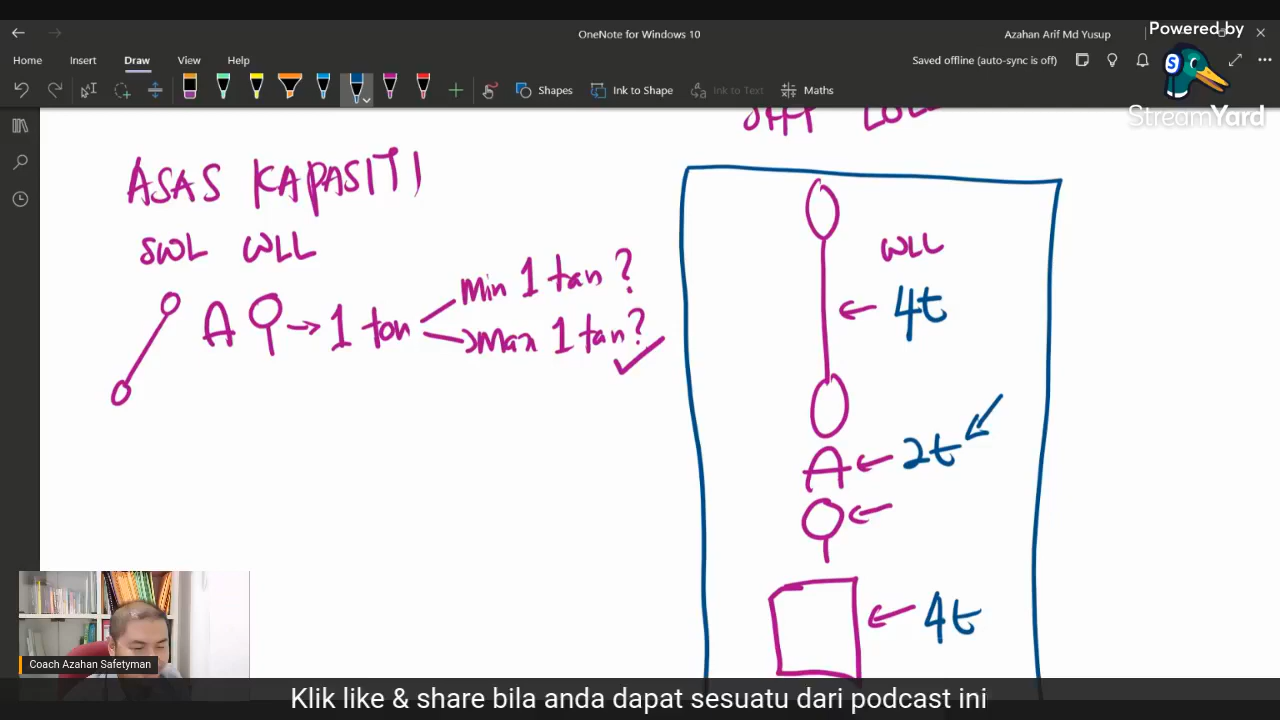 OneNote for Windows 10
Azahan Arif Md Yusup
Powered by
StreamYard
Home Insert Draw View Help
Saved offline (auto-sync is off)
Shapes
Ink to Shape
Ink to Text
Maths
ASAS KAPASITI
SWL WLL
1 ton
Min 1 tan?
Max 1 tan?
WLL
4t
2t
4t
Coach Azahan Safetyman
Klik like & share bila anda dapat sesuatu dari podcast ini